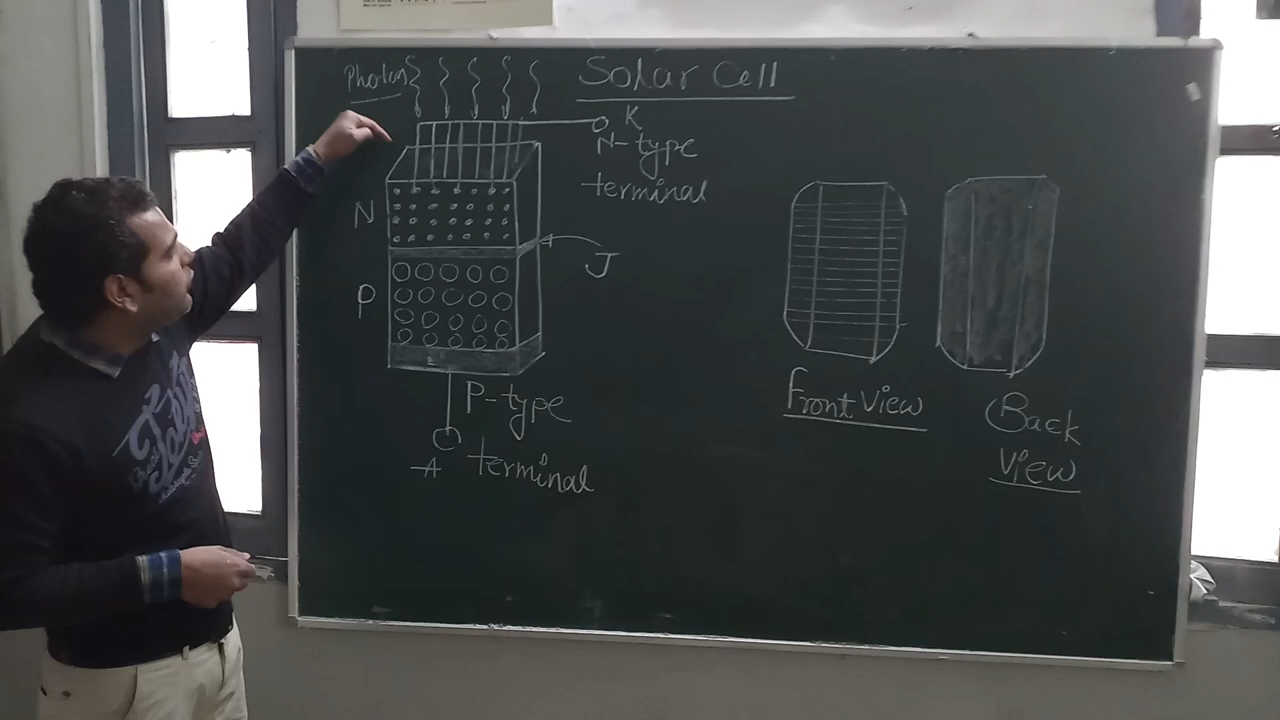 Photons
Solar Cell
K
N-type
terminal
N
J
P
P-type
terminal
A
Front View
Back
View